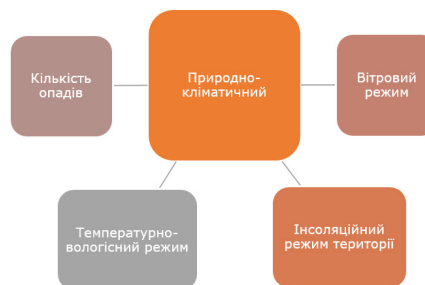 Кількість
опадів
Природно-
кліматичний
Вітровий
режим
Температурно-
вологісний режим
Інсоляційний
режим території